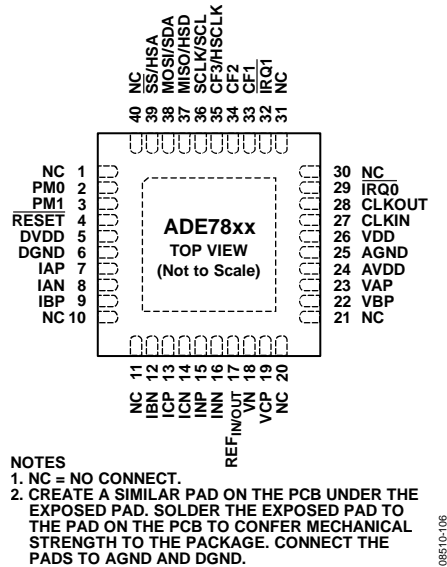 40 NC
39 SS/HSA
38 MOSI/SDA
37 MISO/HSD
36 SCLK/SCL
35 CF3/HSCLK
34 CF2
33 CF1
32 IRQ1
31 NC
NC 1
PM0 2
PM1 3
RESET 4
DVDD 5
DGND 6
IAP 7
IAN 8
IBP 9
NC 10
ADE78xx
TOP VIEW
(Not to Scale)
30 NC
29 IRQ0
28 CLKOUT
27 CLKIN
26 VDD
25 AGND
24 AVDD
23 VAP
22 VBP
21 NC
NC 11
IBN 12
ICP 13
ICN 14
INP 15
INN 16
REFIN/OUT 17
VN 18
VCP 19
NC 20
NOTES
1. NC = NO CONNECT.
2. CREATE A SIMILAR PAD ON THE PCB UNDER THE
EXPOSED PAD. SOLDER THE EXPOSED PAD TO
THE PAD ON THE PCB TO CONFER MECHANICAL
STRENGTH TO THE PACKAGE. CONNECT THE
PADS TO AGND AND DGND.
08510-106